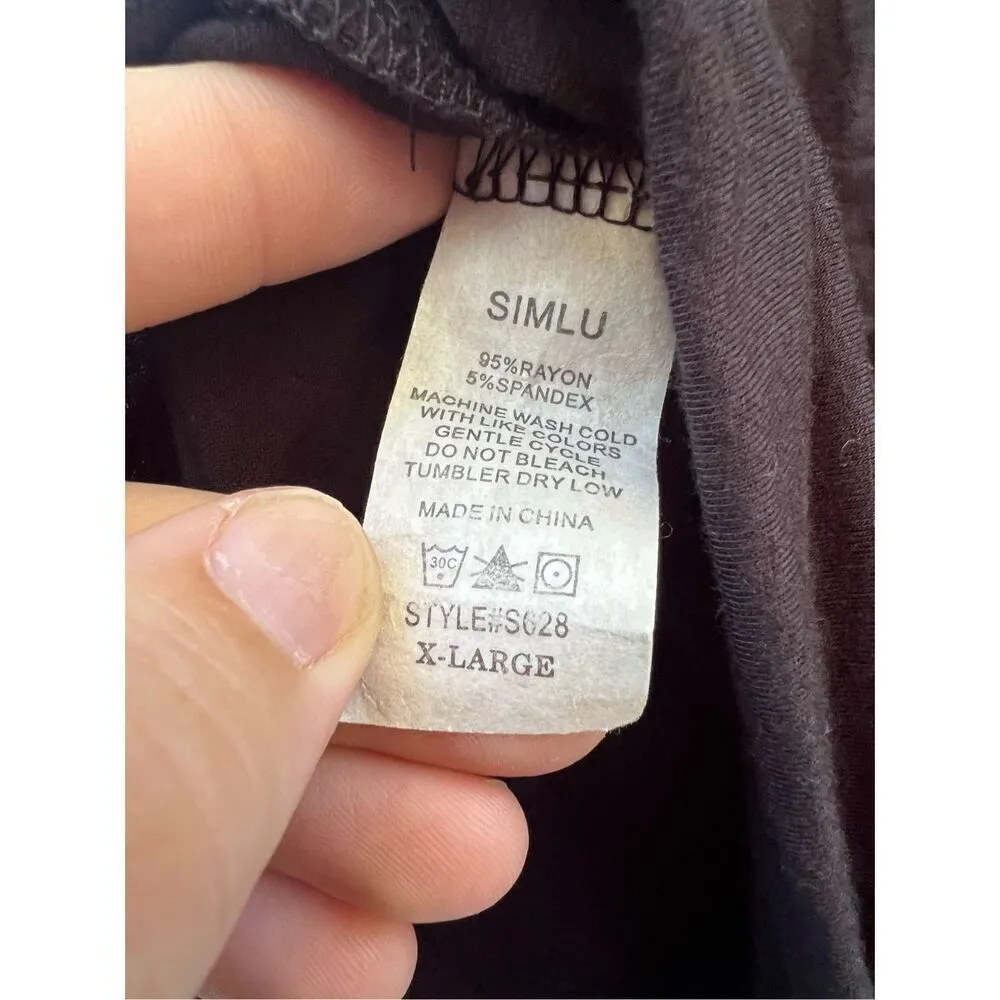 SIMLU
95%RAYON
5%SPANDEX
MACHINE WASH COLD
WITH LIKE COLORS
GENTLE CYCLE
DO NOT BLEACH
TUMBLER DRY LOW
MADE IN CHINA
30C
STYLE#S628
X-LARGE